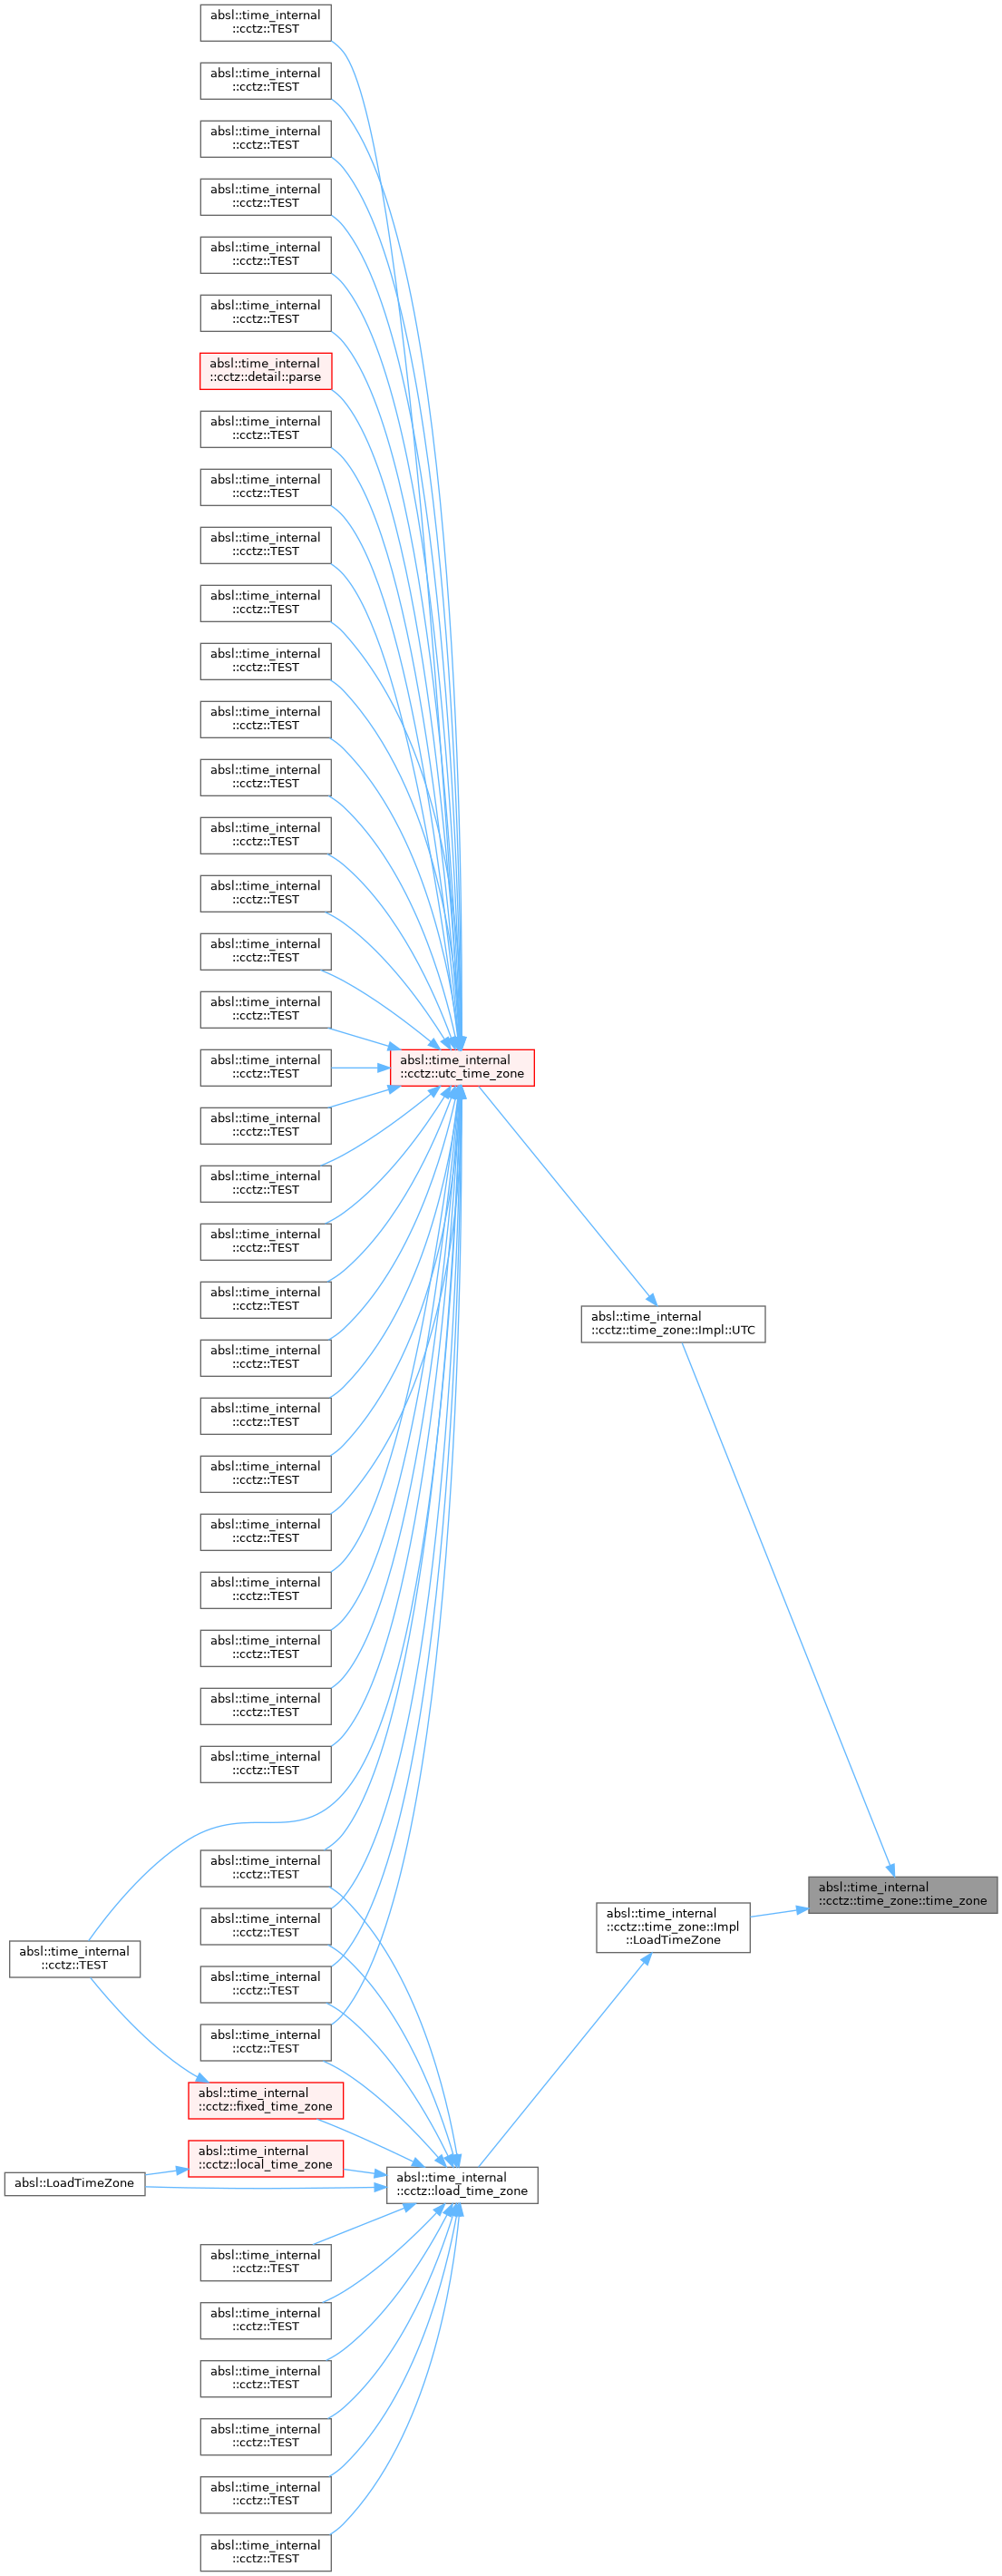 absl::time_internal
::cctz::TEST
absl::time_internal
::cctz::TEST
absl::time_internal
::cctz::TEST
absl::time_internal
::cctz::TEST
absl::time_internal
::cctz::TEST
absl::time_internal
::cctz::TEST
absl::time_internal
::cctz::detail::parse
absl::time_internal
::cctz::TEST
absl::time_internal
::cctz::TEST
absl::time_internal
::cctz::TEST
absl::time_internal
::cctz::TEST
absl::time_internal
::cctz::TEST
absl::time_internal
::cctz::TEST
absl::time_internal
::cctz::TEST
absl::time_internal
::cctz::TEST
absl::time_internal
::cctz::TEST
absl::time_internal
::cctz::TEST
absl::time_internal
::cctz::TEST
absl::time_internal
::cctz::TEST
absl::time_internal
::cctz::utc_time_zone
absl::time_internal
::cctz::TEST
absl::time_internal
::cctz::TEST
absl::time_internal
::cctz::TEST
absl::time_internal
::cctz::TEST
absl::time_internal
::cctz::time_zone::Impl::UTC
absl::time_internal
::cctz::TEST
absl::time_internal
::cctz::TEST
absl::time_internal
::cctz::TEST
absl::time_internal
::cctz::TEST
absl::time_internal
::cctz::TEST
absl::time_internal
::cctz::TEST
absl::time_internal
::cctz::TEST
absl::time_internal
::cctz::TEST
absl::time_internal
::cctz::TEST
absl::time_internal
::cctz::time_zone::time_zone
absl::time_internal
::cctz::time_zone::Impl
::LoadTimeZone
absl::time_internal
::cctz::TEST
absl::time_internal
::cctz::TEST
absl::time_internal
::cctz::TEST
absl::time_internal
::cctz::TEST
absl::time_internal
::cctz::fixed_time_zone
absl::time_internal
::cctz::local_time_zone
absl::LoadTimeZone
absl::time_internal
::cctz::load_time_zone
absl::time_internal
::cctz::TEST
absl::time_internal
::cctz::TEST
absl::time_internal
::cctz::TEST
absl::time_internal
::cctz::TEST
absl::time_internal
::cctz::TEST
absl::time_internal
::cctz::TEST